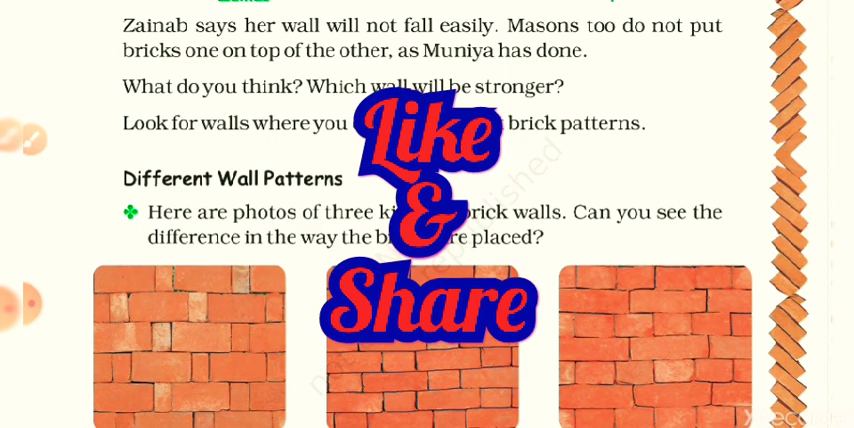 Zainab says her wall will not fall easily. Masons too do not put
bricks one on top of the other, as Muniya has done.
What do you think? Which wall will be stronger?
Look for walls where you brick patterns.
Different Wall Patterns
Here are photos of three brick walls. Can you see the
difference in the way the placed?
Like
&
Share